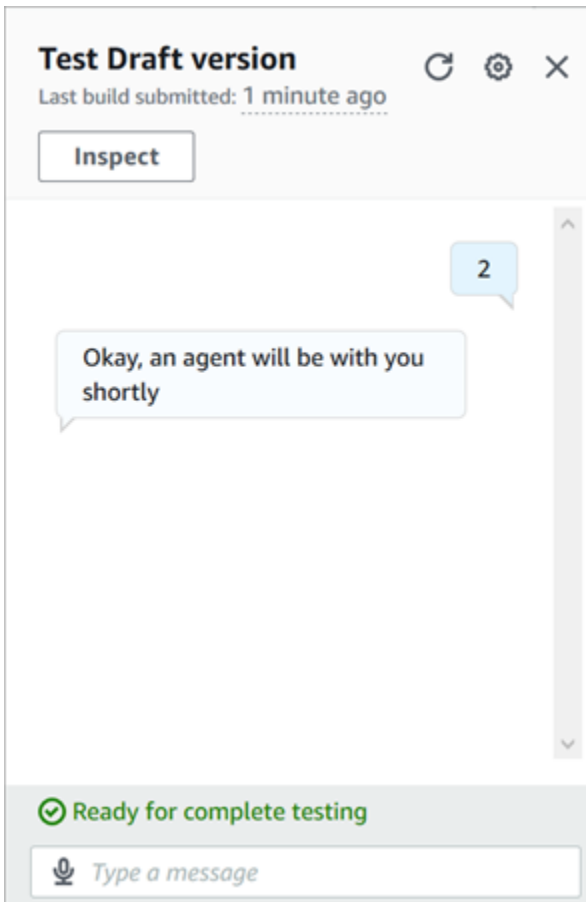 Test Draft version
Last build submitted: 1 minute ago
Inspect
2
Okay, an agent will be with you
shortly
Ready for complete testing
Type a message